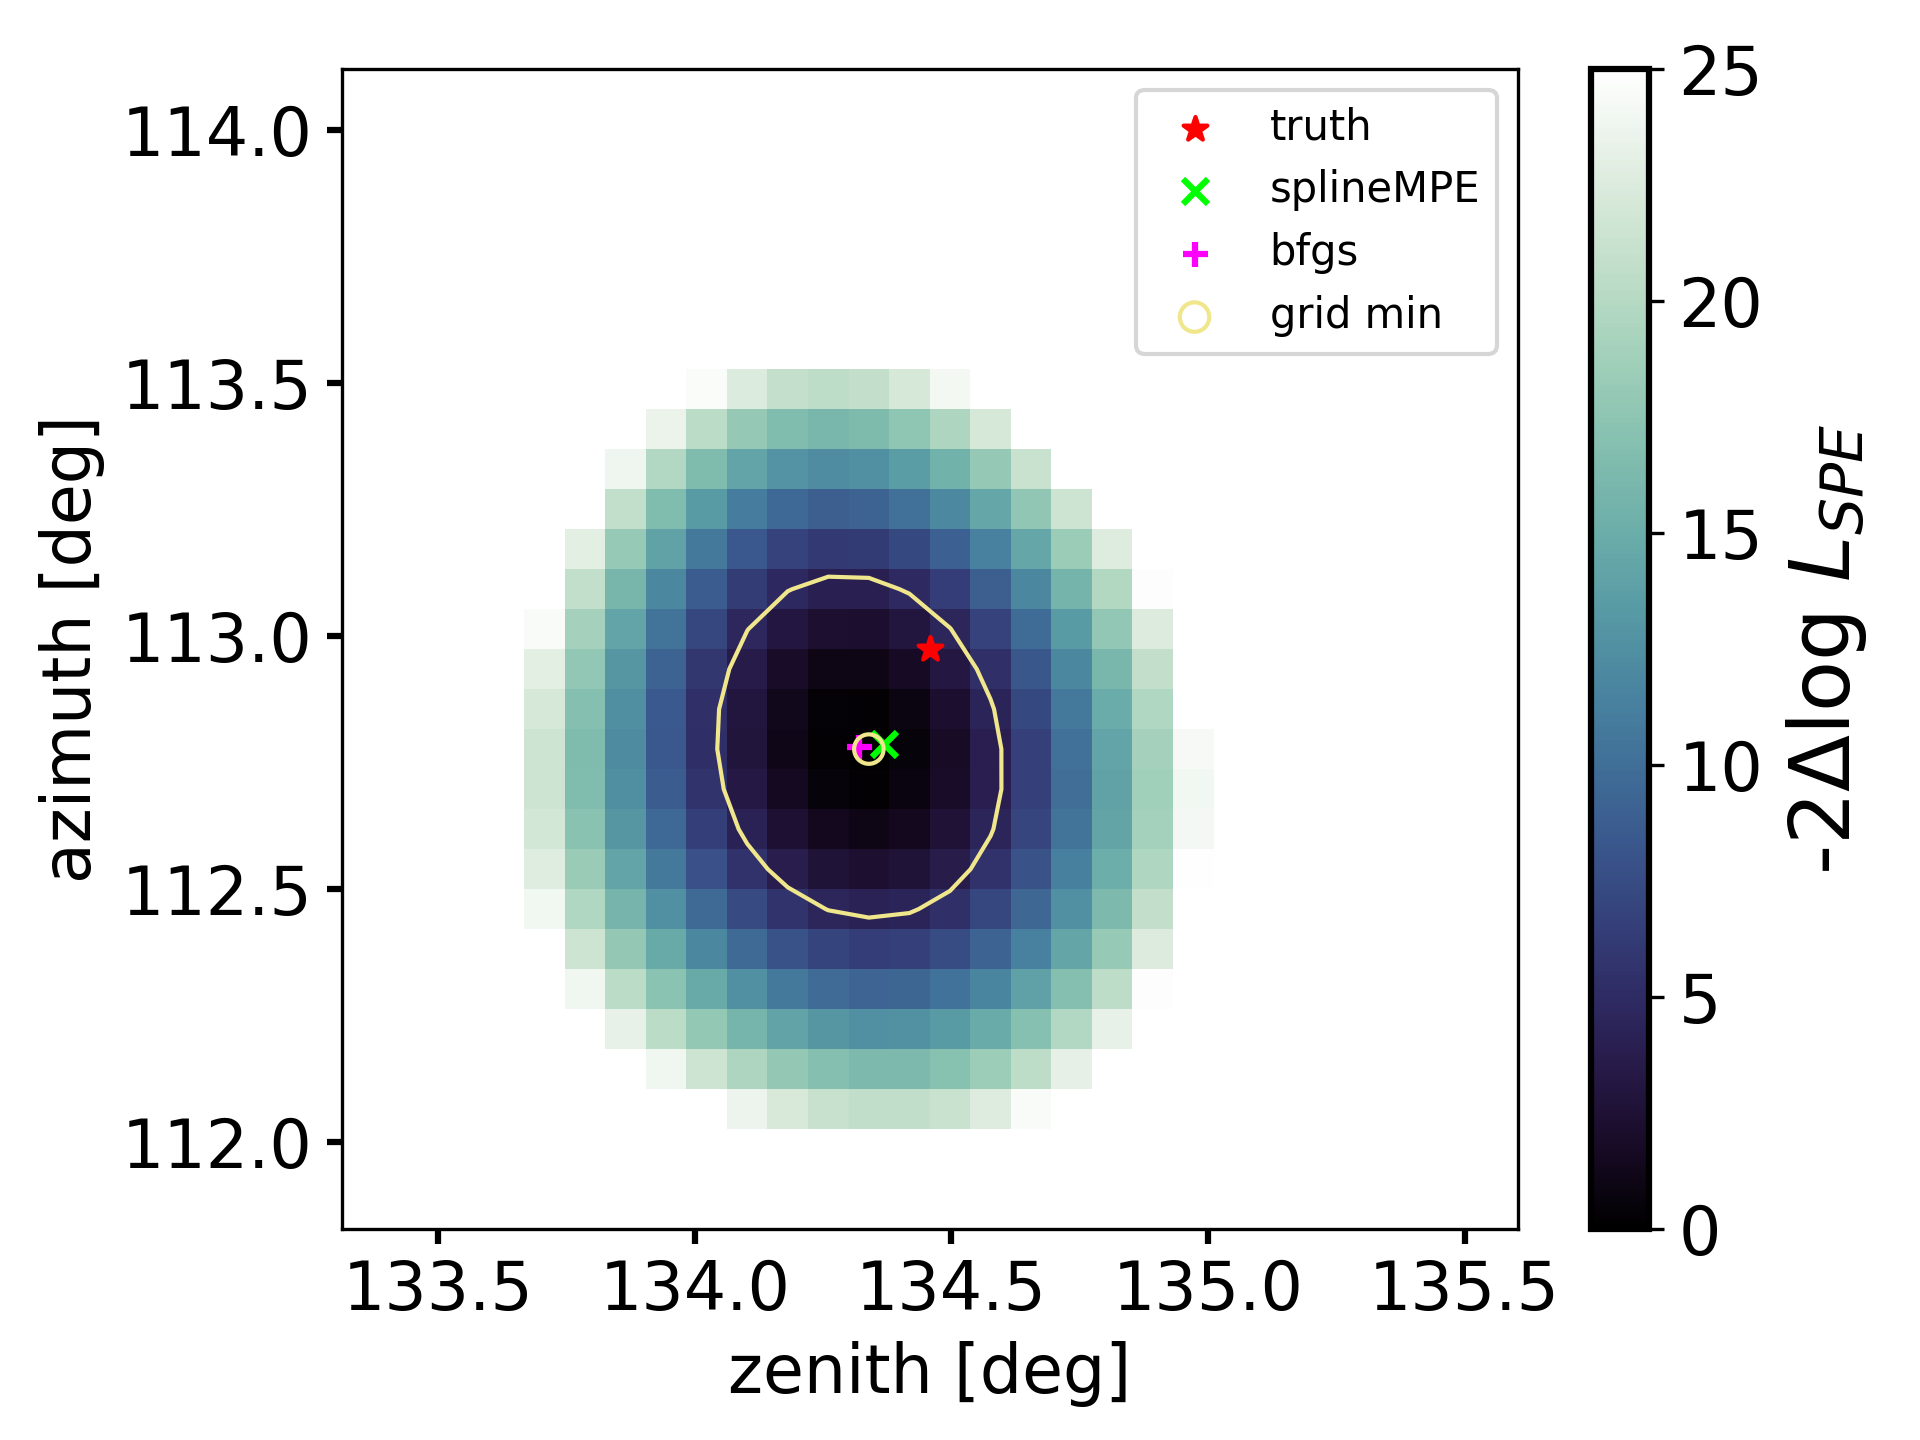 truth
splineMPE
bfgs
grid min
114.0
113.5
113.0
112.5
112.0
azimuth [deg]
133.5 134.0 134.5 135.0 135.5
zenith [deg]
25
20
15
10
5
0
-2Δlog L_SPE